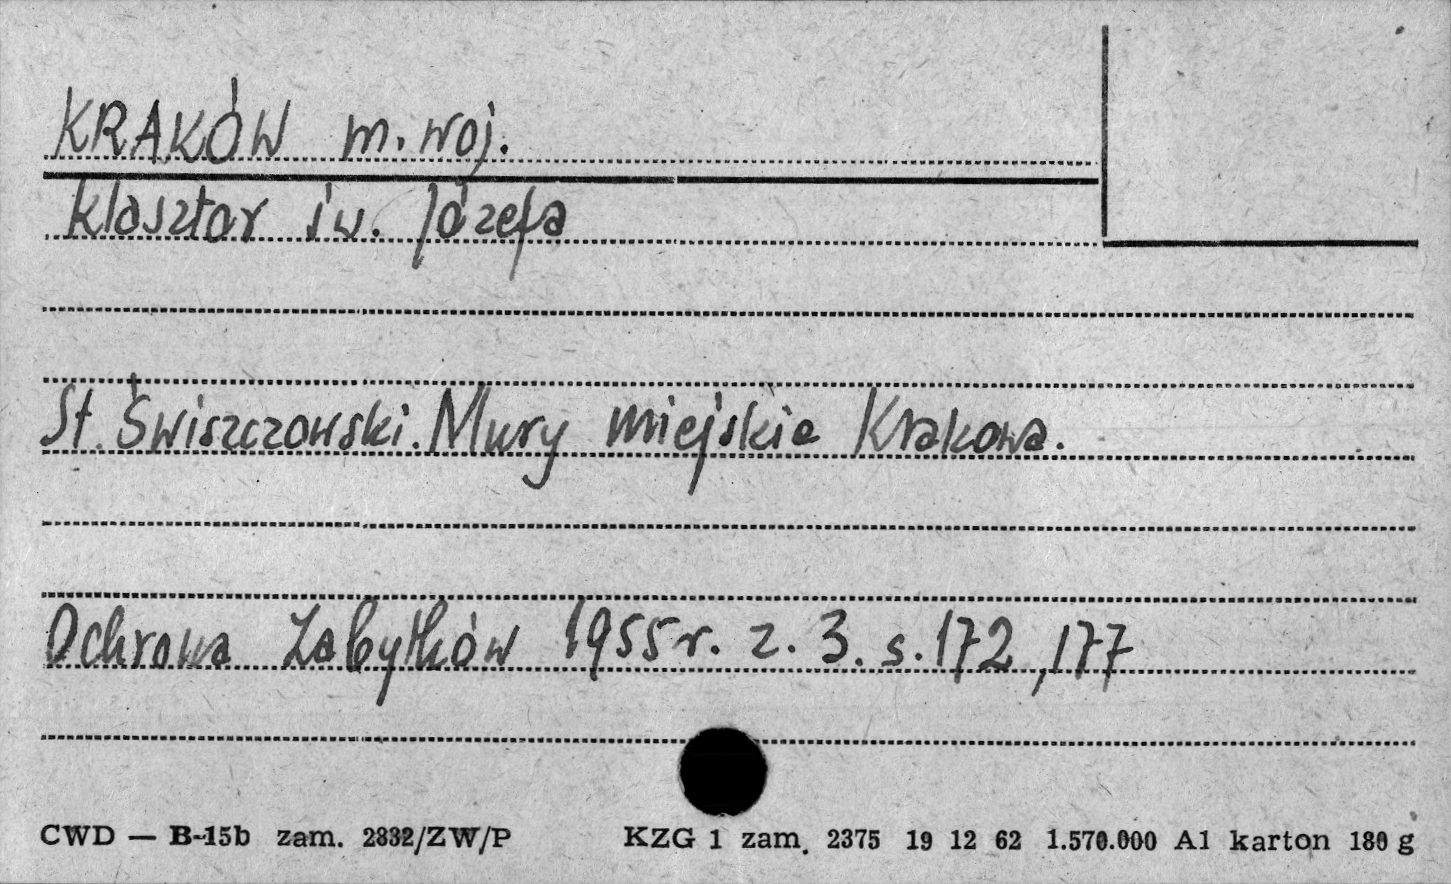 KRAKÓW m. woj.
klasztor św. Józefa
St. Świszczowski. Mury miejskie Krakowa.
Ochrona Zabytków 1955 r. z. 3. s. 172, 177
CWD — B-15b zam. 2832/ZW/P KZG 1 zam. 2375 19 12 62 1.570.000 A1 karton 180 g